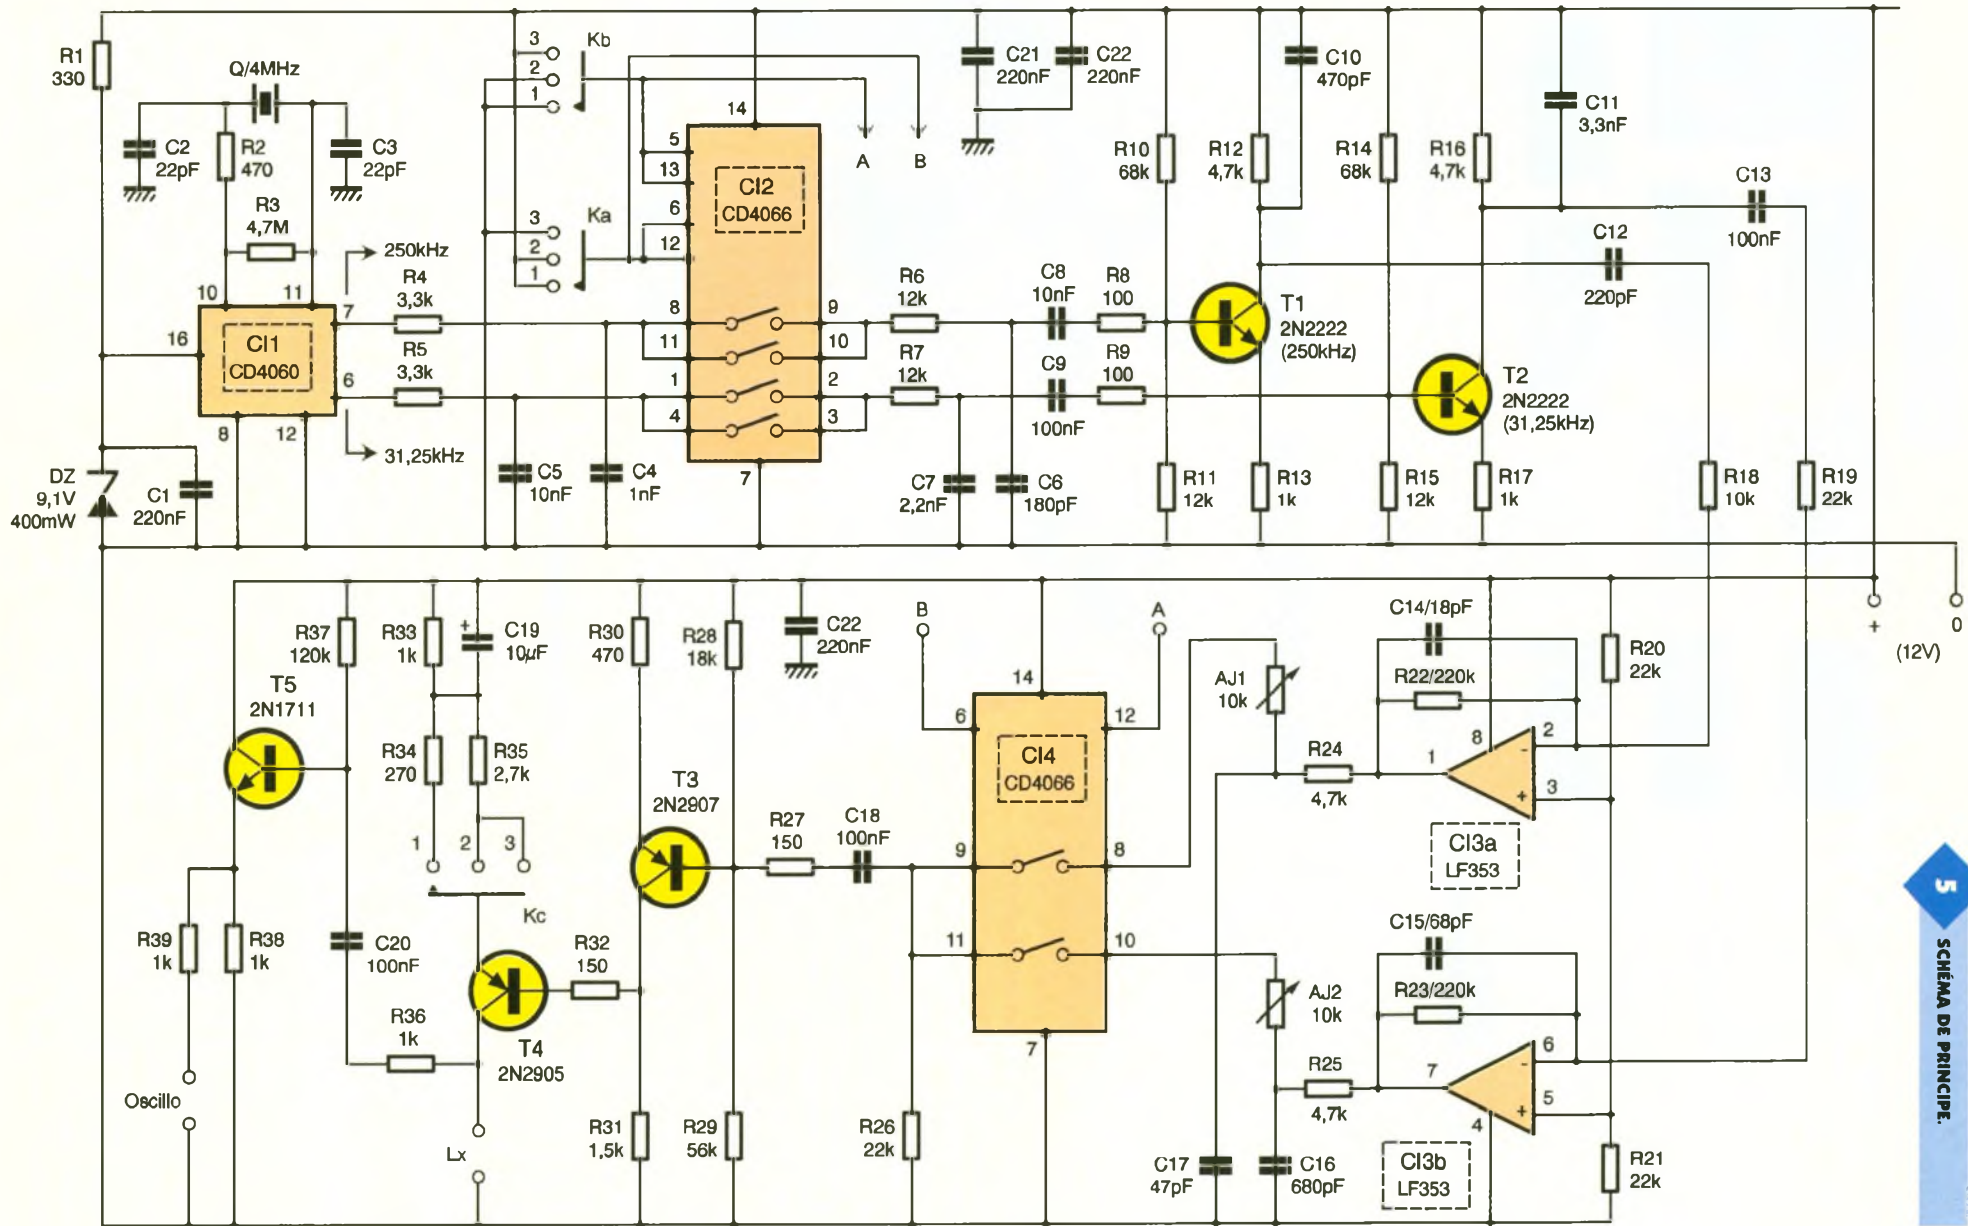 R1
330
Q/4MHz
C2
22pF
R2
470
C3
22pF
R3
4,7M
250kHz
10
11
7
16
CI1
CD4060
6
8
12
31,25kHz
DZ
9,1V
400mW
C1
220nF
R4
3,3k
R5
3,3k
Kb
3
2
1
Ka
3
2
1
C5
10nF
C4
1nF
14
5
13
6
12
CI2
CD4066
8
11
1
4
9
10
2
3
7
A
B
C21
220nF
C22
220nF
R6
12k
R7
12k
C8
10nF
R8
100
C9
100nF
R9
100
C7
2,2nF
C6
180pF
R10
68k
R12
4,7k
C10
470pF
R14
68k
R16
4,7k
C11
3,3nF
C13
100nF
C12
220pF
T1
2N2222
(250kHz)
T2
2N2222
(31,25kHz)
R11
12k
R13
1k
R15
12k
R17
1k
R18
10k
R19
22k
+
0
(12V)
R37
120k
R33
1k
+
C19
10µF
T5
2N1711
R34
270
R35
2,7k
1
2
3
Kc
R39
1k
R38
1k
C20
100nF
R36
1k
Oscillo
T4
2N2905
R32
150
Lx
R30
470
R28
18k
C22
220nF
T3
2N2907
R27
150
C18
100nF
R31
1,5k
R29
56k
R26
22k
B
A
14
6
12
CI4
CD4066
9
8
11
10
7
AJ1
10k
R24
4,7k
C14/18pF
R22/220k
1
8
2
-
3
+
CI3a
LF353
R20
22k
AJ2
10k
R25
4,7k
C15/68pF
R23/220k
7
6
-
5
+
4
CI3b
LF353
C17
47pF
C16
680pF
R21
22k
5
SCHÉMA DE PRINCIPE.